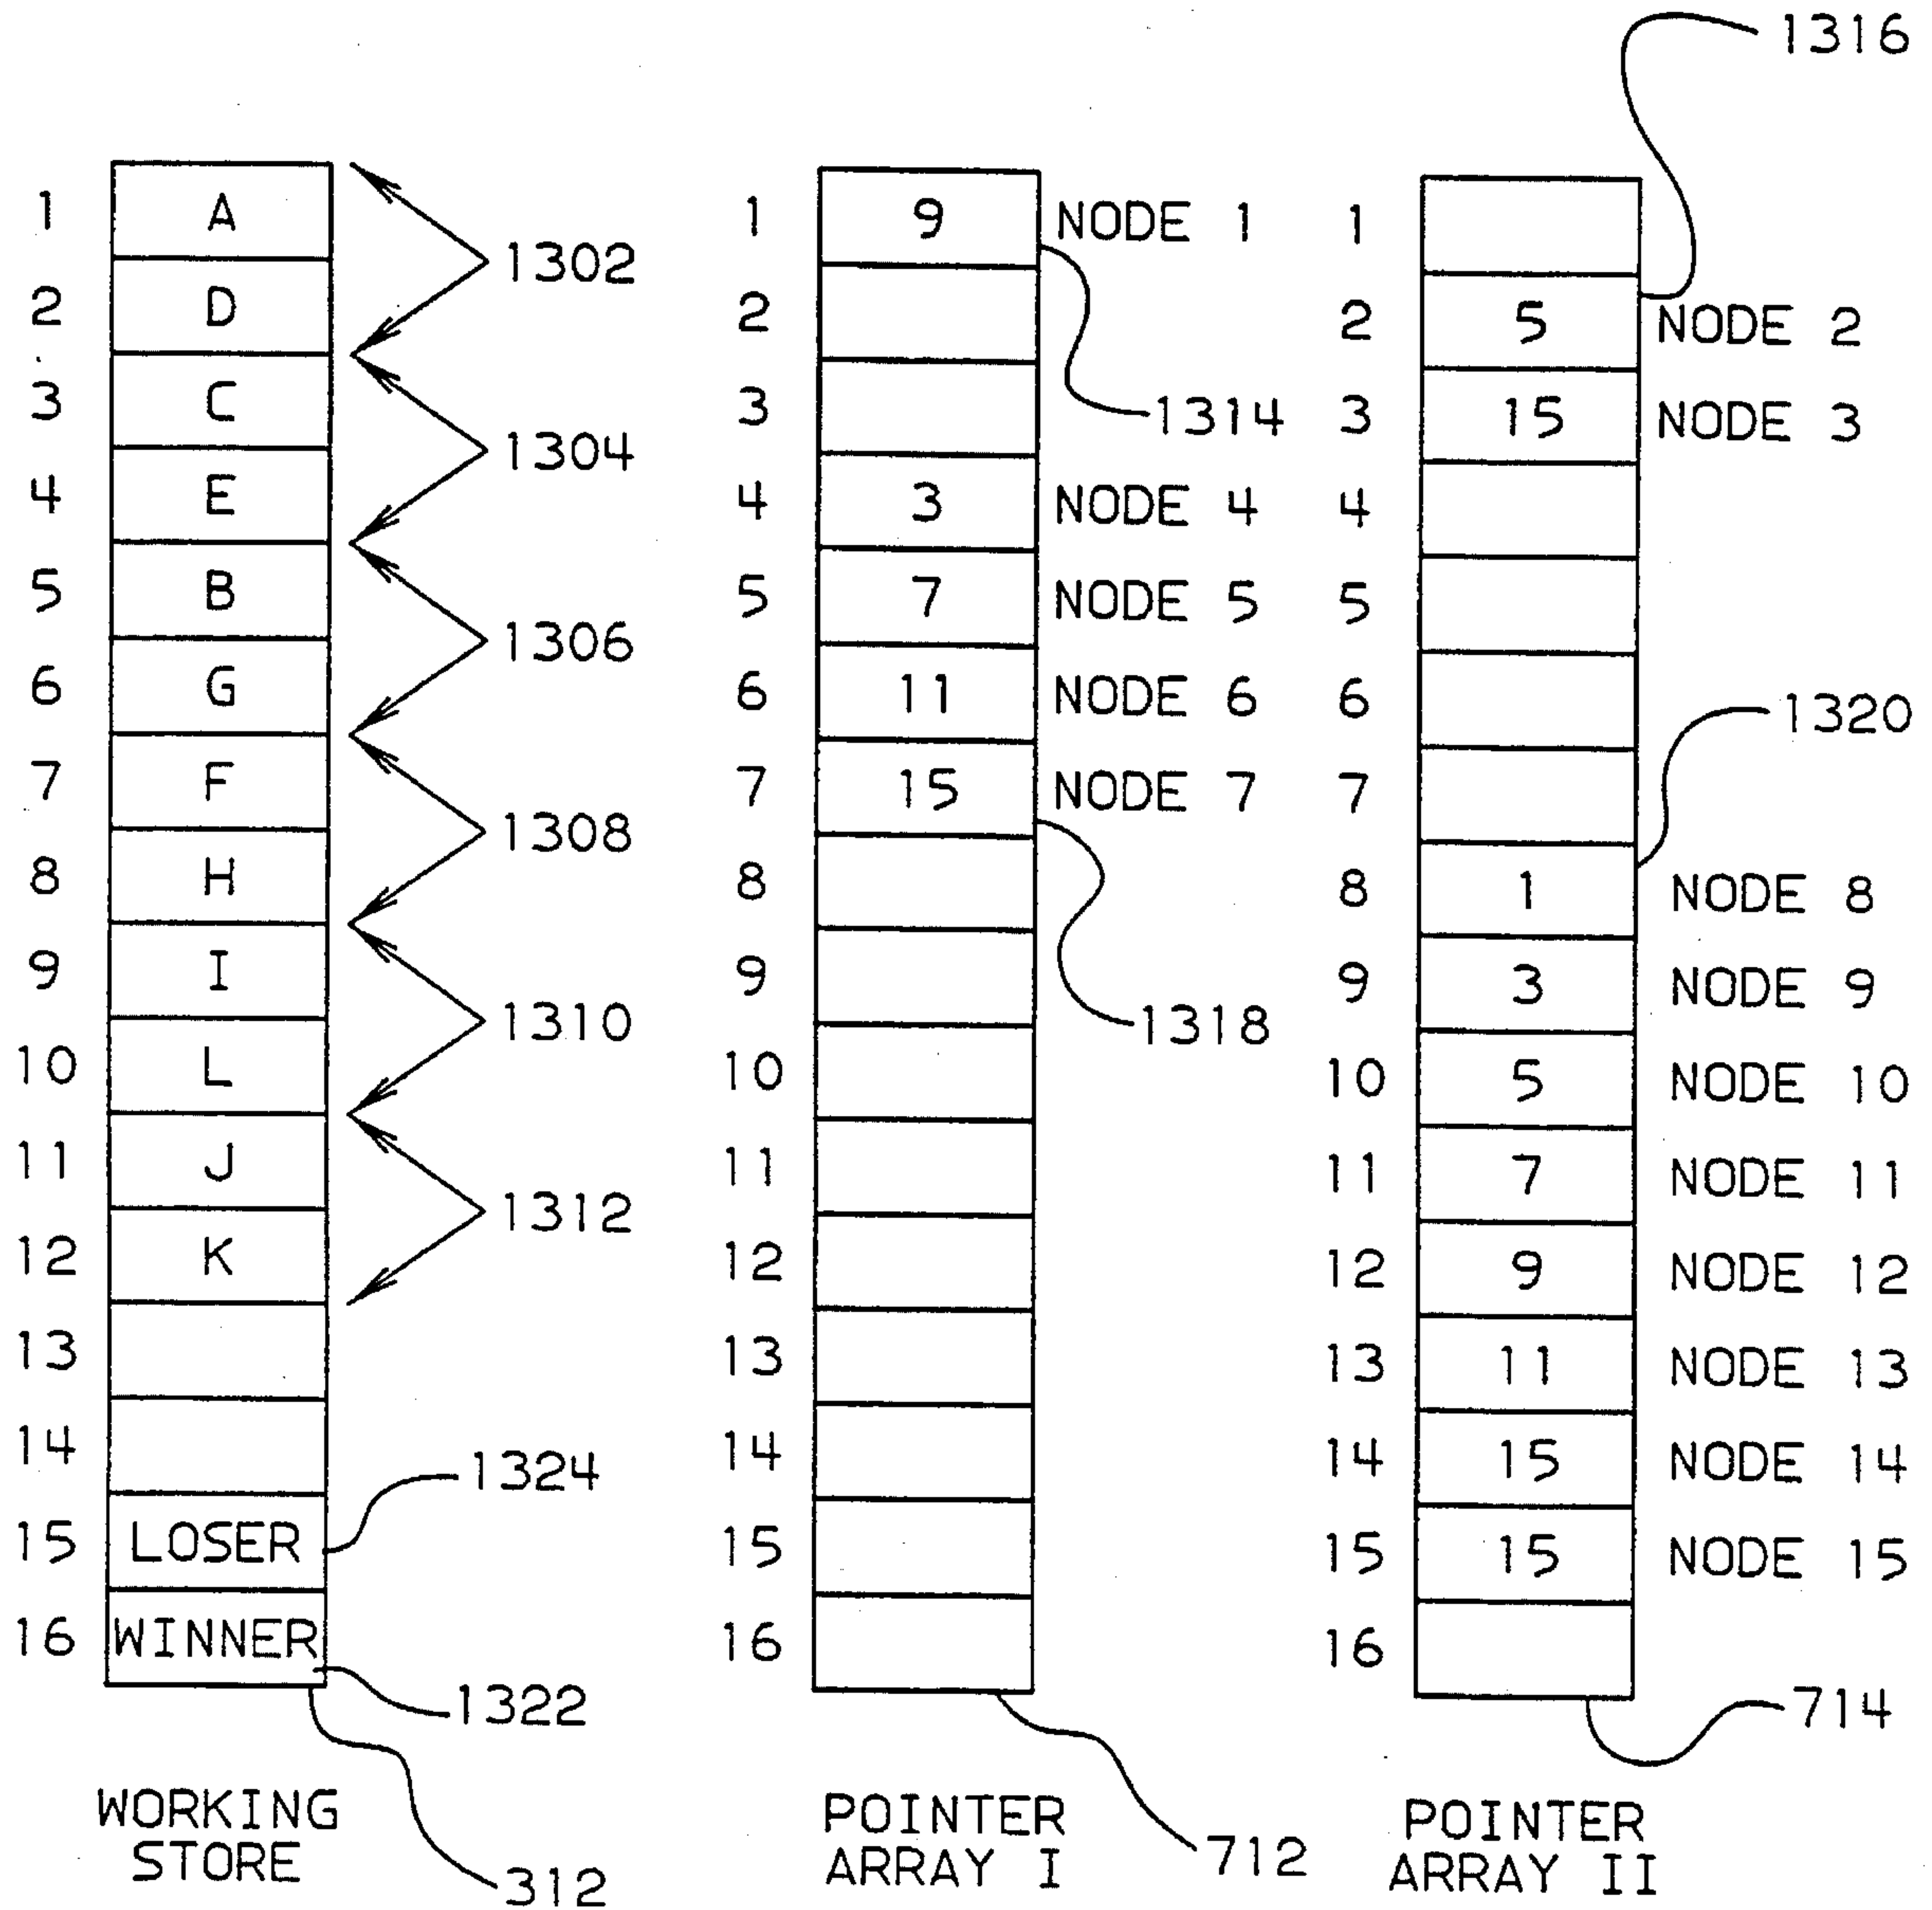 1316
1 A 1 9 NODE 1 1
1302
2 D 2 2 5 NODE 2
3 C 3 1314 3 15 NODE 3
1304
4 E 4 3 NODE 4 4
5 B 5 7 NODE 5 5
1306
6 G 6 11 NODE 6 6
1320
7 F 7 15 NODE 7 7
1308
8 H 8 8 1 NODE 8
9 I 9 9 3 NODE 9
1310 1318
10 L 10 10 5 NODE 10
11 J 11 11 7 NODE 11
1312
12 K 12 12 9 NODE 12
13 13 13 11 NODE 13
14 14 14 15 NODE 14
1324
15 LOSER 15 15 15 NODE 15
16 WINNER 16 16
1322 714
WORKING
STORE
312
POINTER
ARRAY I
712
POINTER
ARRAY II